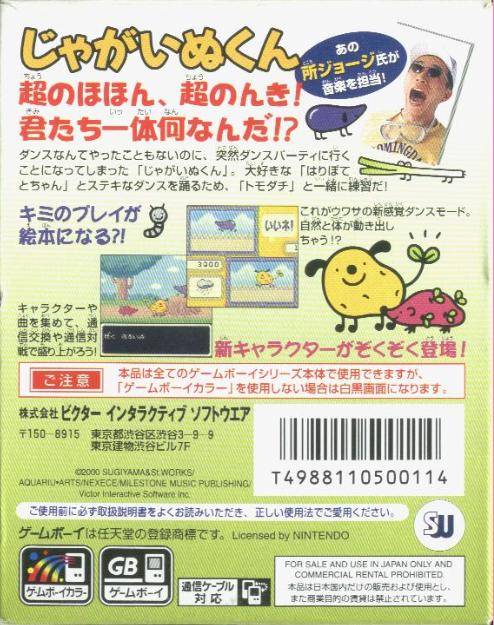 じゃがいぬくん
あの
所ジョージ氏が
音楽を担当!
超のほほん、超のんき!
君たち一体何なんだ!?
ダンスなんてやったこともないのに、突然ダンスパーティに行く
ことになってしまった「じゃがいぬくん」。大好きな「はりぼて
とちゃん」とステキなダンスを踊るため、「トモダチ」と一緒に練習だ!
キミのプレイが
絵本になる?!
これがウワサの新感覚ダンスモード。
自然と体が動き出し
ちゃう!?
いいネ!
3900
キャラクターや
曲を集めて、通
信交換や通信対
戦で盛り上がろう!
新キャラクターがぞくぞく登場!
ご注意
本品は全てのゲームボーイシリーズ本体で使用できますが、
「ゲームボーイカラー」を使用しない場合は白黒画面になります。
株式会社 ビクター インタラクティブ ソフトウエア
〒150-8915 東京都渋谷区渋谷3-9-9
東京建物渋谷ビル7F
T4988110500114
©2000 SUGIYAMA&St.WORKS/
AQUARIU•ARTS/NEXECE/MILESTONE MUSIC PUBLISHING/
Victor Interactive Software Inc.
ご使用前に必ず取扱説明書をよくお読みいただき、正しい使用法でご愛用ください。
ゲームボーイは任天堂の登録商標です。 Licensed by NINTENDO
ゲームボーイカラー
GB
ゲームボーイ
通信ケーブル
対応
FOR SALE AND USE IN JAPAN ONLY AND
COMMERCIAL RENTAL PROHIBITED.
本品は日本国内だけの販売および使用とし、
また商業目的の賃貸は禁止されています。